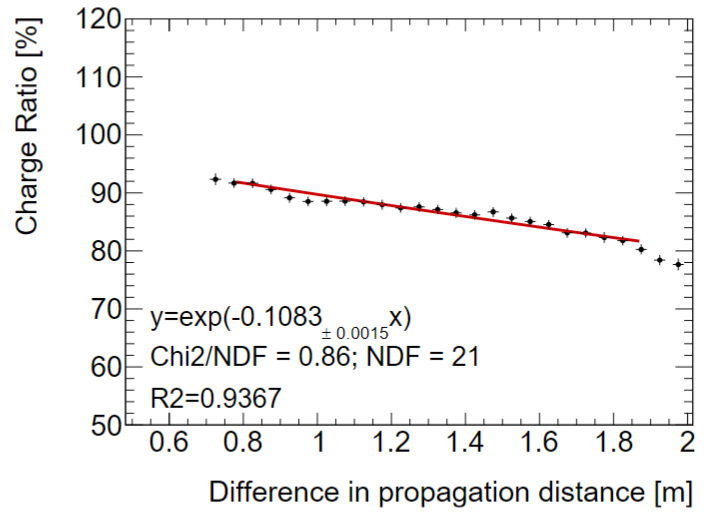 Charge Ratio [%]
120
110
100
90
80
70
60
50
y=exp(-0.1083± 0.0015x)
Chi2/NDF = 0.86; NDF = 21
R2=0.9367
0.6 0.8 1 1.2 1.4 1.6 1.8 2
Difference in propagation distance [m]